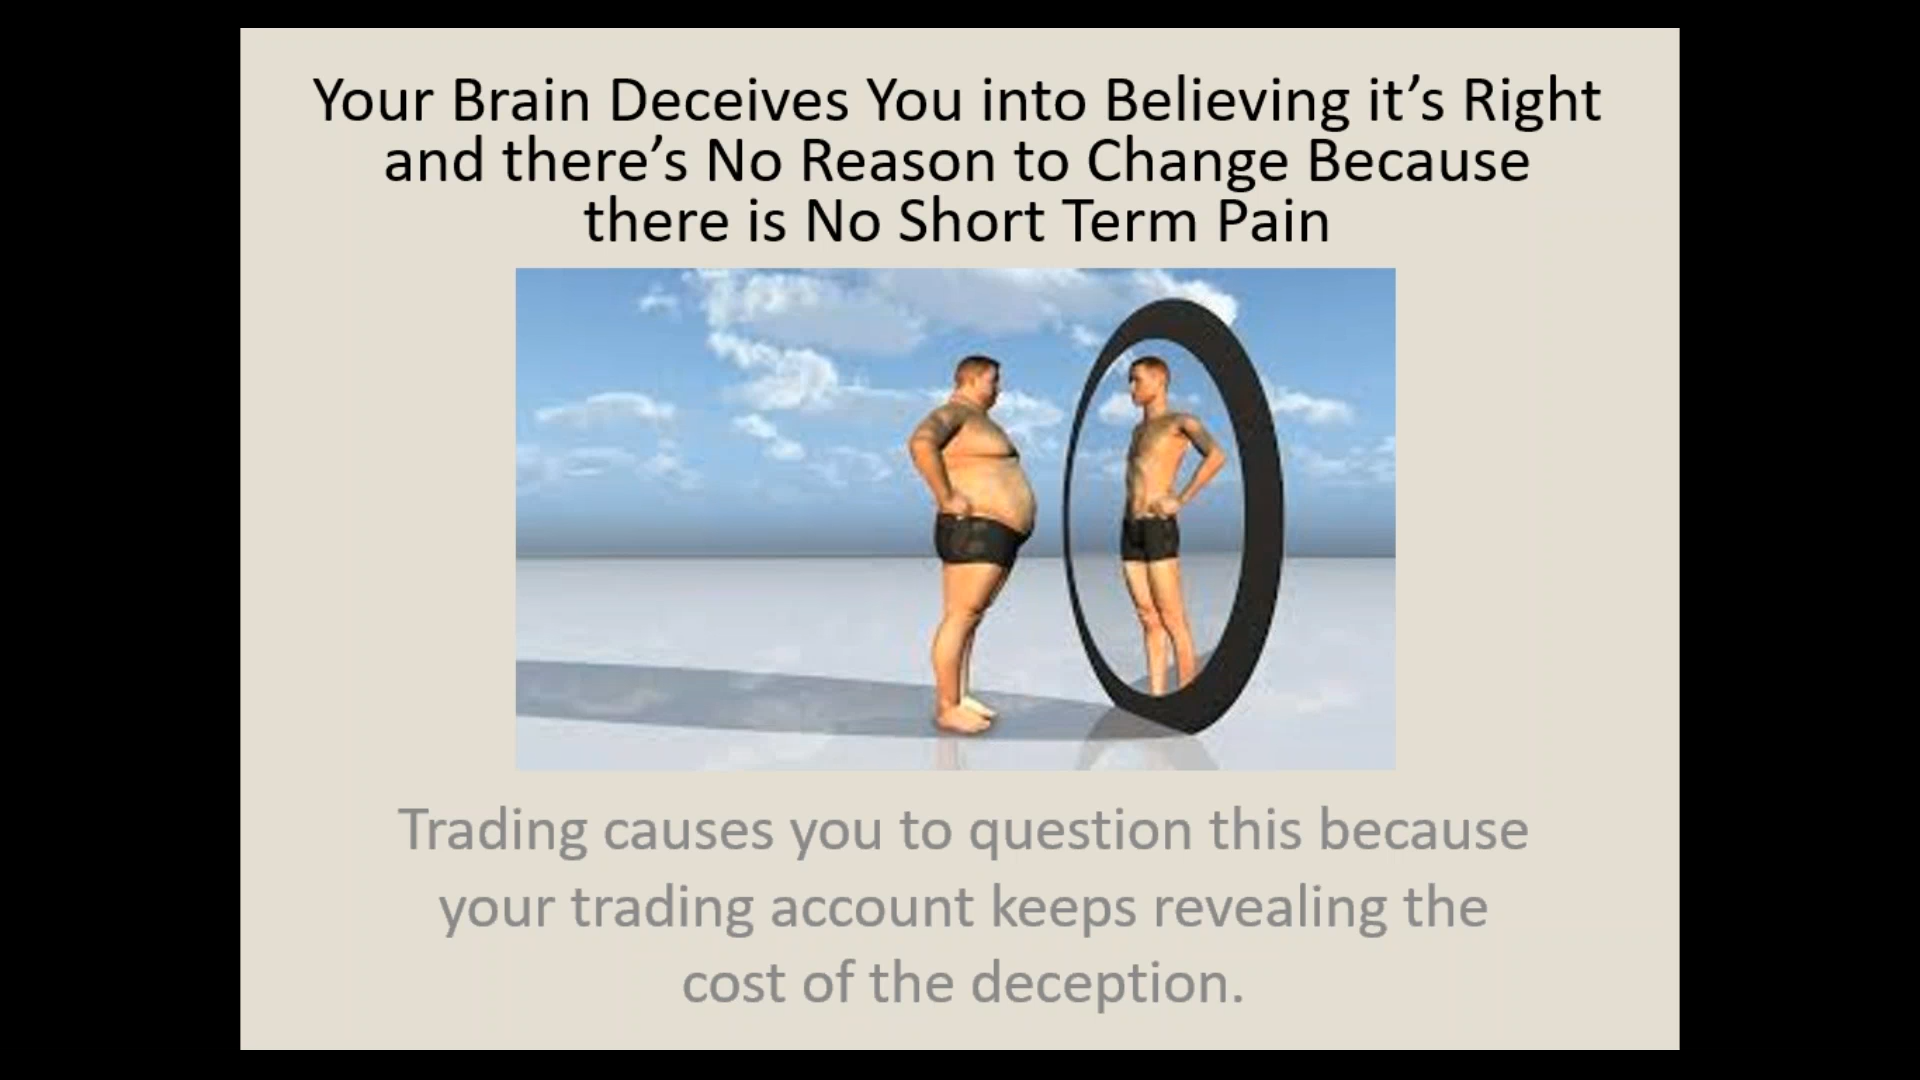 Your Brain Deceives You into Believing it’s Right
and there’s No Reason to Change Because
there is No Short Term Pain
Trading causes you to question this because
your trading account keeps revealing the
cost of the deception.